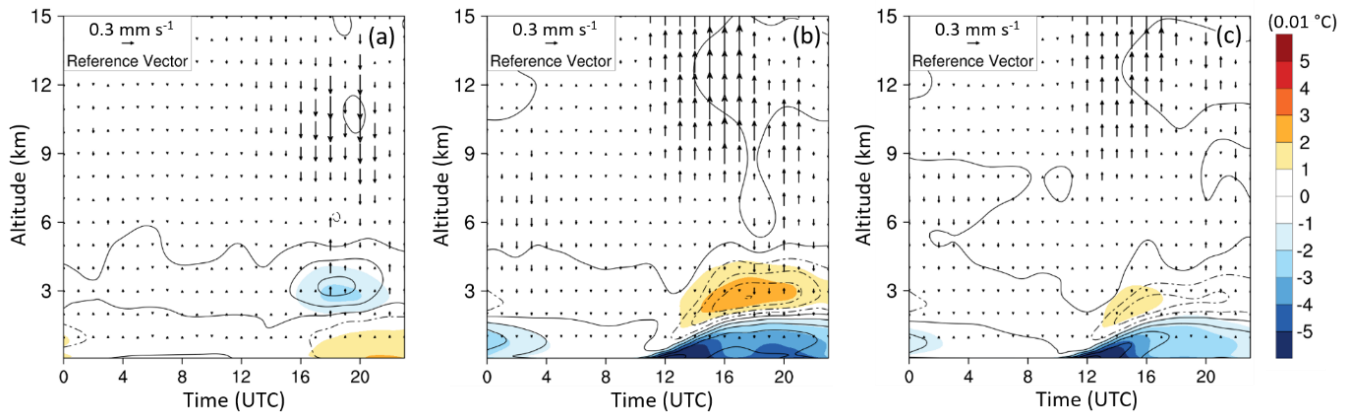 0.3 mm s⁻¹
Reference Vector
(a)
15
12
9
6
3
Altitude (km)
0 4 8 12 16 20
Time (UTC)
0.3 mm s⁻¹
Reference Vector
(b)
15
12
9
6
3
Altitude (km)
0 4 8 12 16 20
Time (UTC)
0.3 mm s⁻¹
Reference Vector
(c)
15
12
9
6
3
Altitude (km)
0 4 8 12 16 20
Time (UTC)
(0.01 °C)
5
4
3
2
1
0
-1
-2
-3
-4
-5